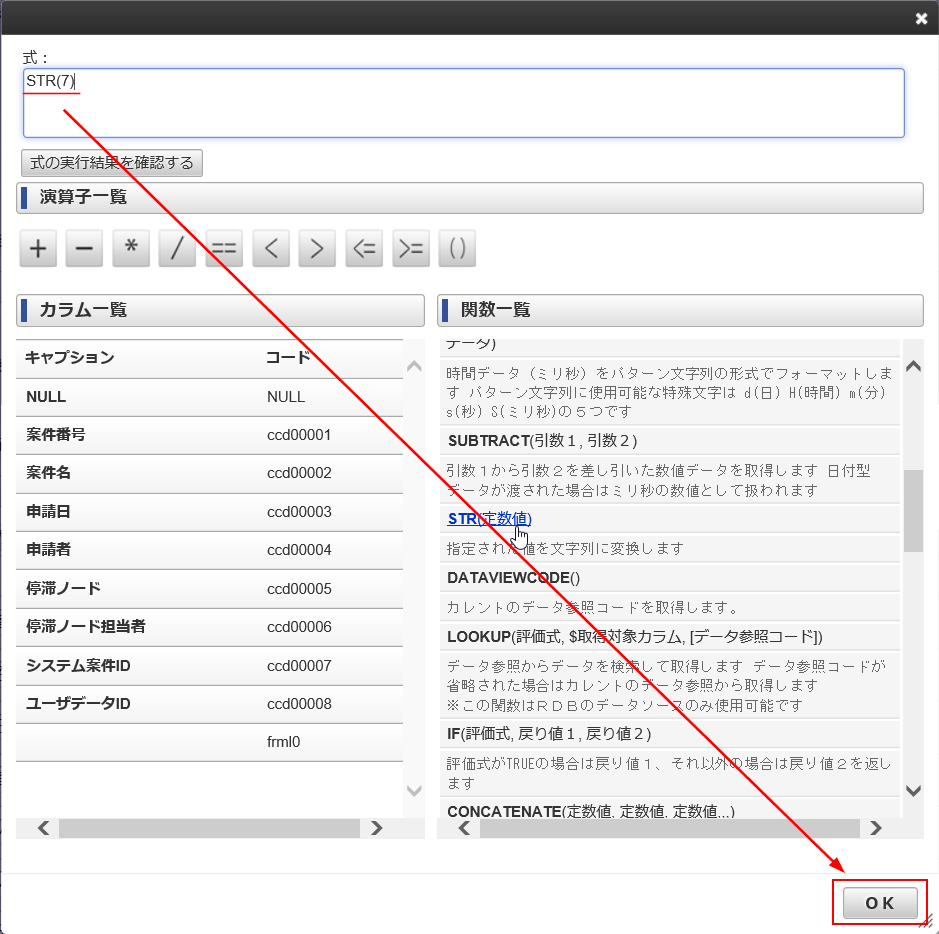 式：
STR(7)
式の実行結果を確認する
演算子一覧
+ − * / == < > <= >= ()
カラム一覧
キャプション コード
NULL NULL
案件番号 ccd00001
案件名 ccd00002
申請日 ccd00003
申請者 ccd00004
停滞ノード ccd00005
停滞ノード担当者 ccd00006
システム案件ID ccd00007
ユーザデータID ccd00008
frml0
関数一覧
データ)
時間データ（ミリ秒）をパターン文字列の形式でフォーマットしま
す パターン文字列に使用可能な特殊文字は d(日) H(時間) m(分)
s(秒) S(ミリ秒)の５つです
SUBTRACT(引数１, 引数２)
引数１から引数２を差し引いた数値データを取得します 日付型
データが渡された場合はミリ秒の数値として扱われます
STR(定数値)
指定された値を文字列に変換します
DATAVIEWCODE()
カレントのデータ参照コードを取得します。
LOOKUP(評価式, $取得対象カラム, [データ参照コード])
データ参照からデータを検索して取得します データ参照コードが
省略された場合はカレントのデータ参照から取得します
※この関数はＲＤＢのデータソースのみ使用可能です
IF(評価式, 戻り値１, 戻り値２)
評価式がTRUEの場合は戻り値１、それ以外の場合は戻り値２を返し
ます
CONCATENATE(定数値, 定数値, 定数値...)
ＯＫ